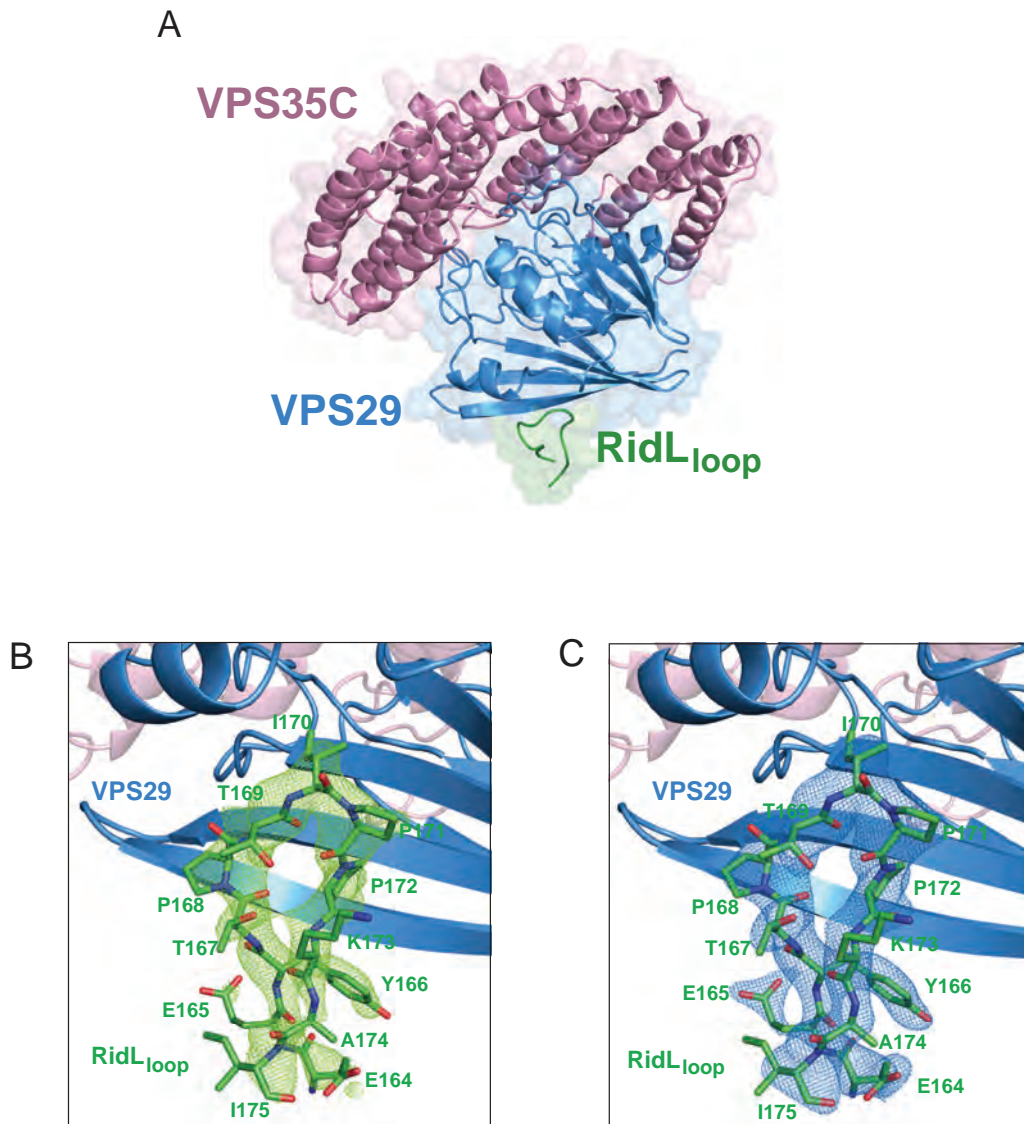 A
VPS35C
VPS29
RidLloop
B
I170
VPS29
T169
P171
P172
P168
K173
T167
Y166
E165
A174
RidLloop
E164
I175
C
I170
VPS29
T169
P171
P172
P168
K173
T167
Y166
E165
A174
RidLloop
E164
I175